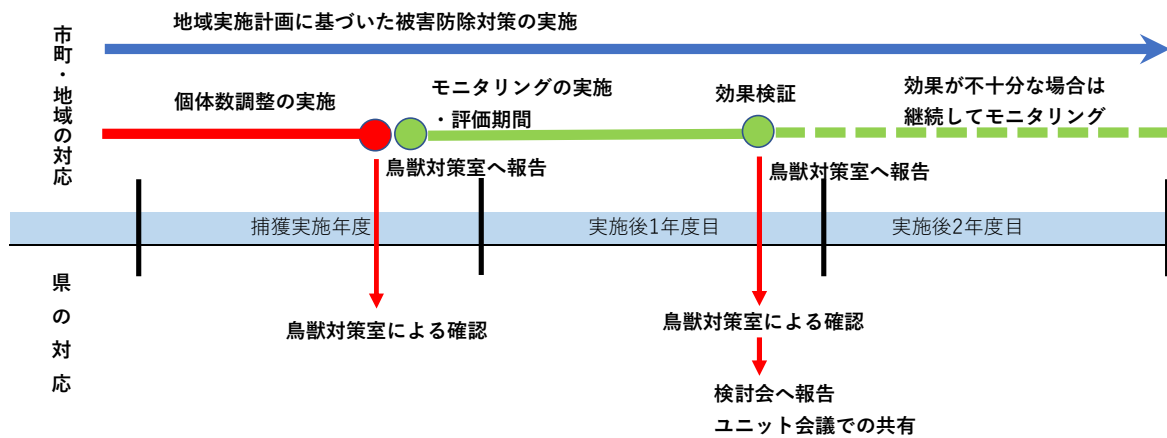 地域実施計画に基づいた被害防除対策の実施
市町・地域の対応
個体数調整の実施
モニタリングの実施
・評価期間
効果検証
効果が不十分な場合は
継続してモニタリング
鳥獣対策室へ報告
鳥獣対策室へ報告
捕獲実施年度
実施後1年度目
実施後2年度目
県の対応
鳥獣対策室による確認
鳥獣対策室による確認
検討会へ報告
ユニット会議での共有